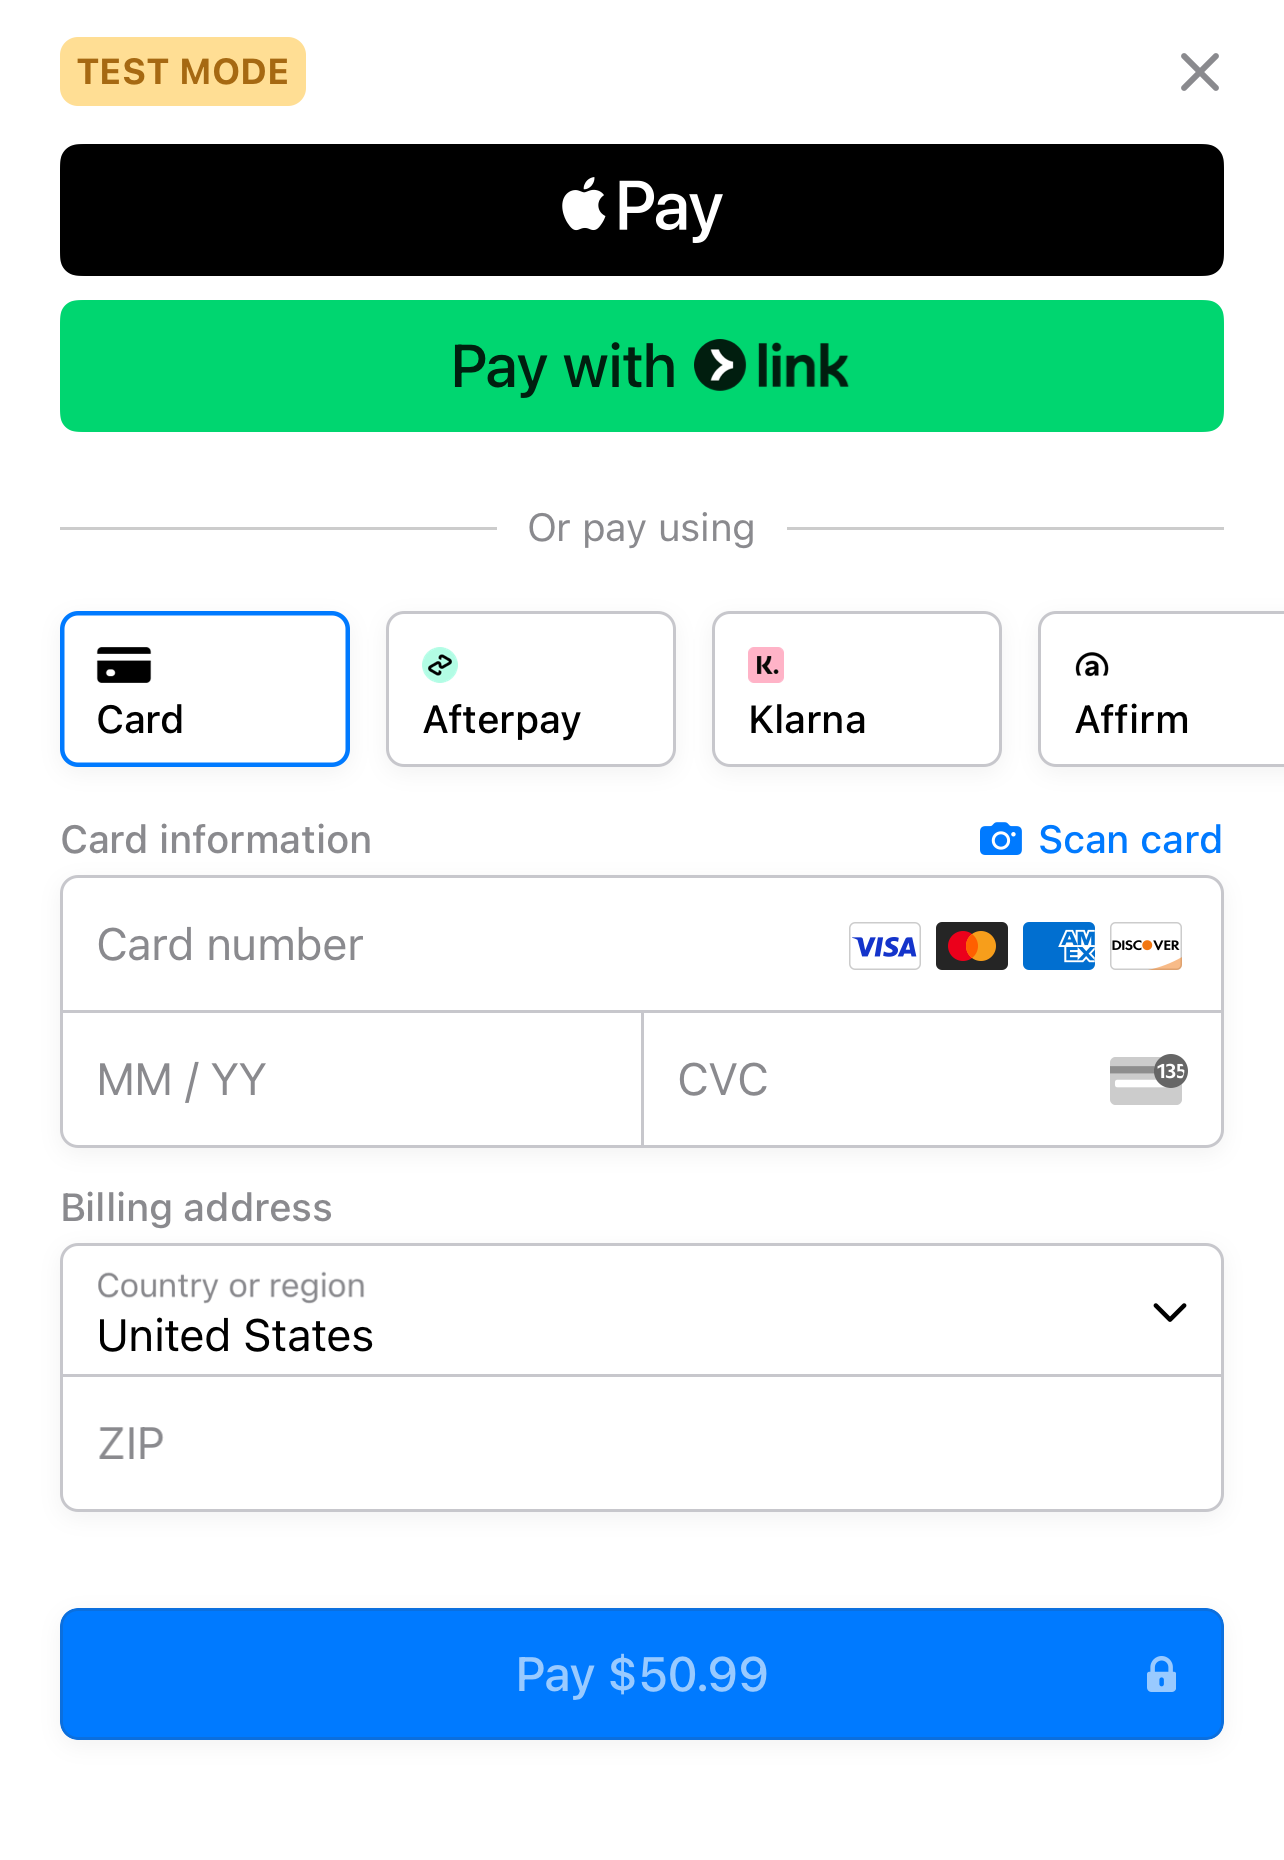 TEST MODE
Pay
Pay with link
Or pay using
Card
Afterpay
K.
Klarna
a
Affirm
Card information
Scan card
Card number
VISA
AM
EX
DISCOVER
MM / YY
CVC
135
Billing address
Country or region
United States
ZIP
Pay $50.99